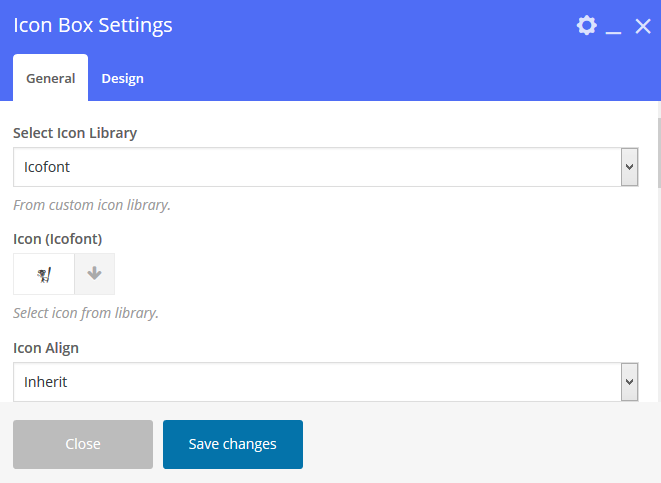 Icon Box Settings
General
Design
Select Icon Library
Icofont
From custom icon library.
Icon (Icofont)
Select icon from library.
Icon Align
Inherit
Close
Save changes